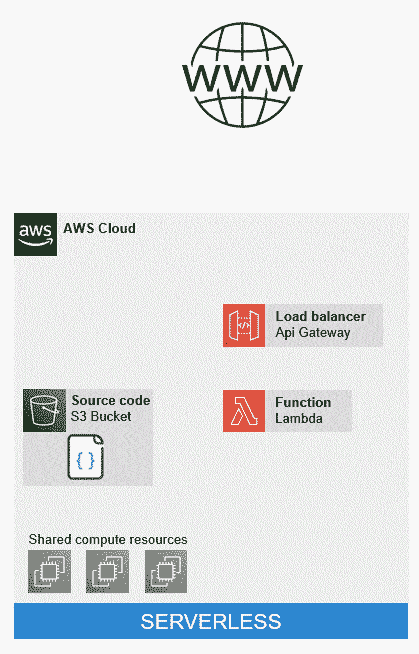 WWW
aws
AWS Cloud
Load balancer
Api Gateway
Source code
S3 Bucket
{ }
Function
Lambda
Shared compute resources
SERVERLESS